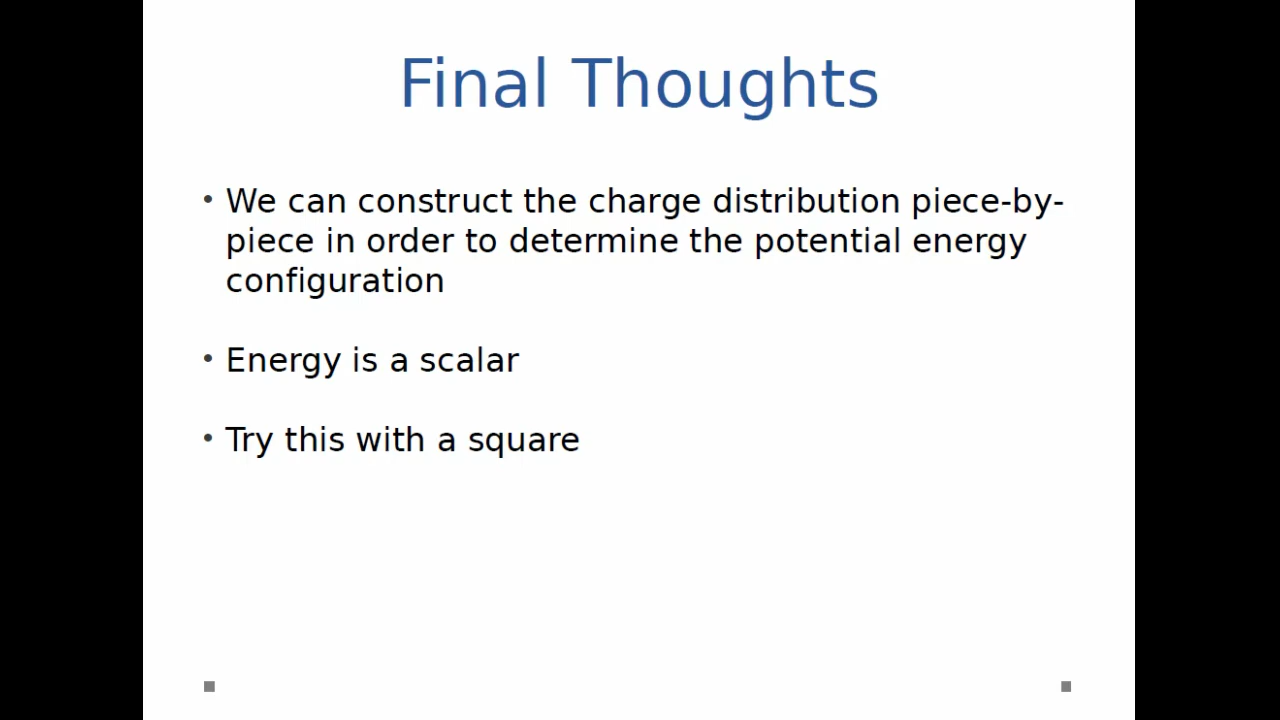 Final Thoughts
• We can construct the charge distribution piece-by-
piece in order to determine the potential energy
configuration
• Energy is a scalar
• Try this with a square